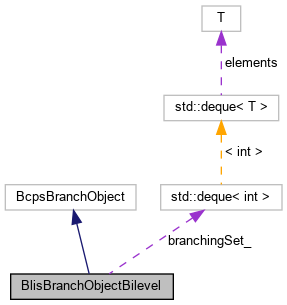 T
elements
std::deque< T >
< int >
BcpsBranchObject
std::deque< int >
branchingSet_
BlisBranchObjectBilevel